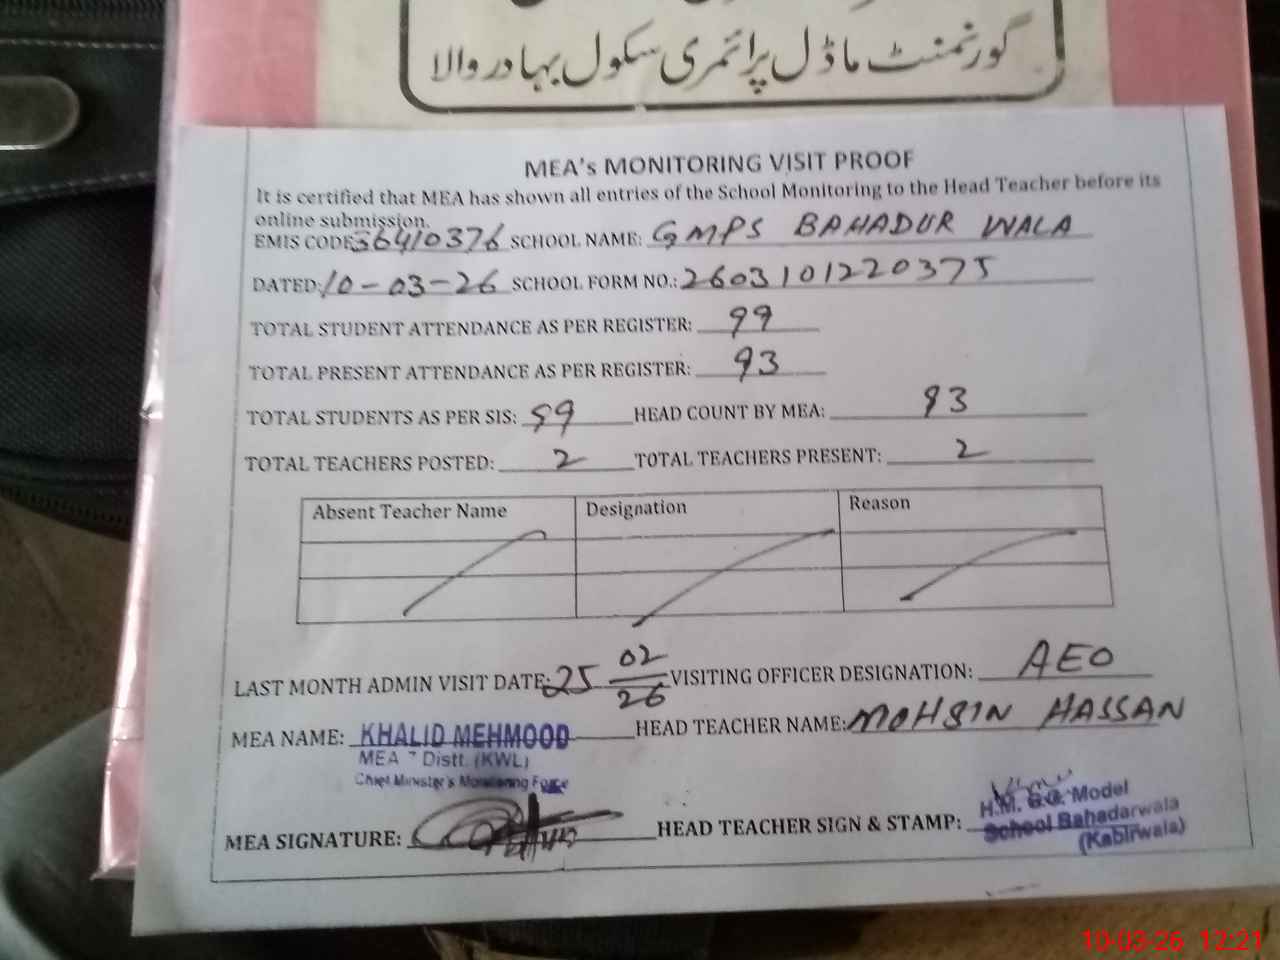 گورنمنٹ ماڈل پرائمری سکول بہادر والا
MEA's MONITORING VISIT PROOF
It is certified that MEA has shown all entries of the School Monitoring to the Head Teacher before its
online submission.
EMIS CODE: 36410376 SCHOOL NAME: GMPS BAHADUR WALA
DATED: 10-03-26 SCHOOL FORM NO.: 2603101220375
TOTAL STUDENT ATTENDANCE AS PER REGISTER: 99
TOTAL PRESENT ATTENDANCE AS PER REGISTER: 93
TOTAL STUDENTS AS PER SIS: 99 HEAD COUNT BY MEA: 93
TOTAL TEACHERS POSTED: 2 TOTAL TEACHERS PRESENT: 2
Absent Teacher Name Designation Reason
LAST MONTH ADMIN VISIT DATE: 25 02/26 VISITING OFFICER DESIGNATION: AEO
MEA NAME: KHALID MEHMOOD HEAD TEACHER NAME: MOHSIN HASSAN
MEA 7 Distt. (KWL)
Chief Minister's Monitoring Force
MEA SIGNATURE: HEAD TEACHER SIGN & STAMP:
H.M. G.G. Model
School Bahadarwala
(Kabirwala)
10-03-26 12:21